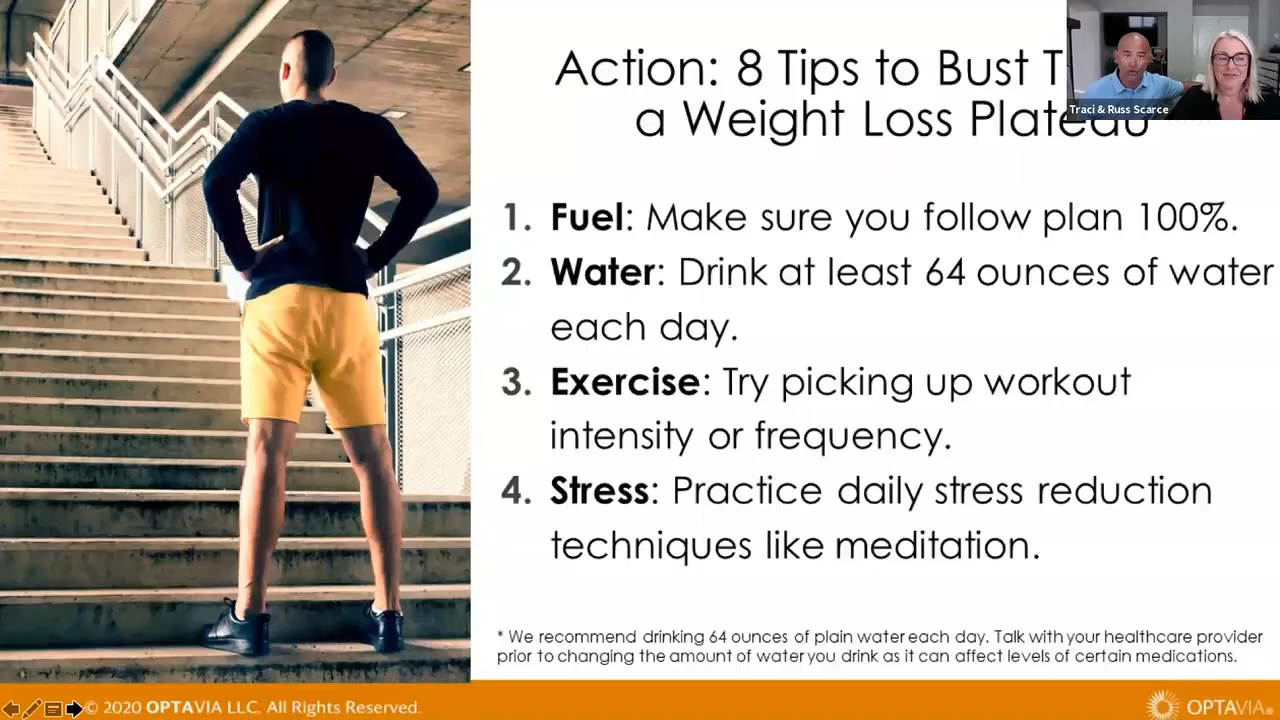 Action: 8 Tips to Bust T
a Weight Loss Plateau
Traci & Russ Scarce
1. Fuel: Make sure you follow plan 100%.
2. Water: Drink at least 64 ounces of water
each day.
3. Exercise: Try picking up workout
intensity or frequency.
4. Stress: Practice daily stress reduction
techniques like meditation.
* We recommend drinking 64 ounces of plain water each day. Talk with your healthcare provider
prior to changing the amount of water you drink as it can affect levels of certain medications.
© 2020 OPTAVIA LLC. All Rights Reserved.
OPTAVIA®